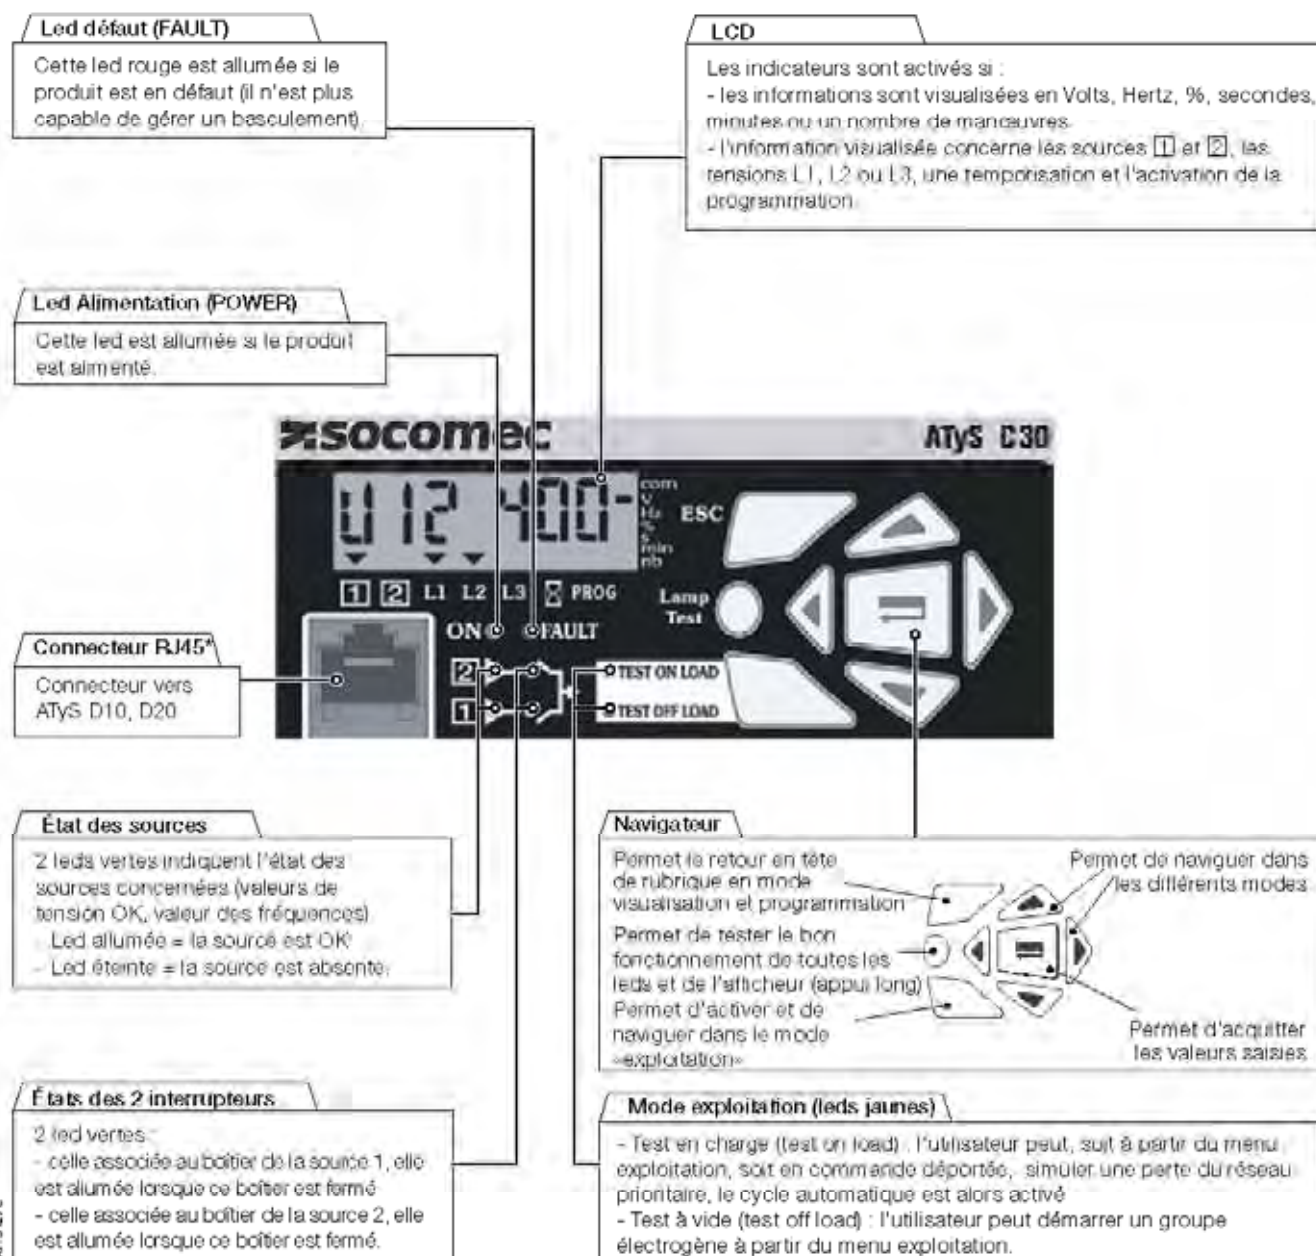 Led défaut (FAULT)
Cette led rouge est allumée si le
produit est en défaut (il n'est plus
capable de gérer un basculement)
LCD
Les indicateurs sont activés si :
- les informations sont visualisées en Volts, Hertz, %, secondes,
minutes ou un nombre de manœuvres.
- l'information visualisée concerne les sources 1 et 2, les
tensions L1, L2 ou L3, une temporisation et l'activation de la
programmation.
Led Alimentation (POWER)
Cette led est allumée si le produit
est alimenté.
socomec
ATyS C30
U12 400-
com
V
Hz
%
s
min
nb
ESC
1 2 L1 L2 L3 PROG
Lamp
Test
ON FAULT
2
1
TEST ON LOAD
TEST OFF LOAD
Connecteur RJ45*
Connecteur vers
ATyS D10, D20
État des sources
2 leds vertes indiquent l'état des
sources concernées (valeurs de
tension OK, valeur des fréquences)
- Led allumée = la source est OK
- Led éteinte = la source est absente.
Navigateur
Permet le retour en tête
de rubrique en mode
visualisation et programmation
Permet de tester le bon
fonctionnement de toutes les
leds et de l'afficheur (appui long)
Permet d'activer et de
naviguer dans le mode
«exploitation»
Permet de naviguer dans
les différents modes
Permet d'acquitter
les valeurs saisies
États des 2 interrupteurs
2 led vertes :
- celle associée au boîtier de la source 1, elle
est allumée lorsque ce boîtier est fermé
- celle associée au boîtier de la source 2, elle
est allumée lorsque ce boîtier est fermé.
Mode exploitation (leds jaunes)
- Test en charge (test on load) : l'utilisateur peut, soit à partir du menu
exploitation, soit en commande déportée, simuler une perte du réseau
prioritaire, le cycle automatique est alors activé
- Test à vide (test off load) : l'utilisateur peut démarrer un groupe
électrogène à partir du menu exploitation.